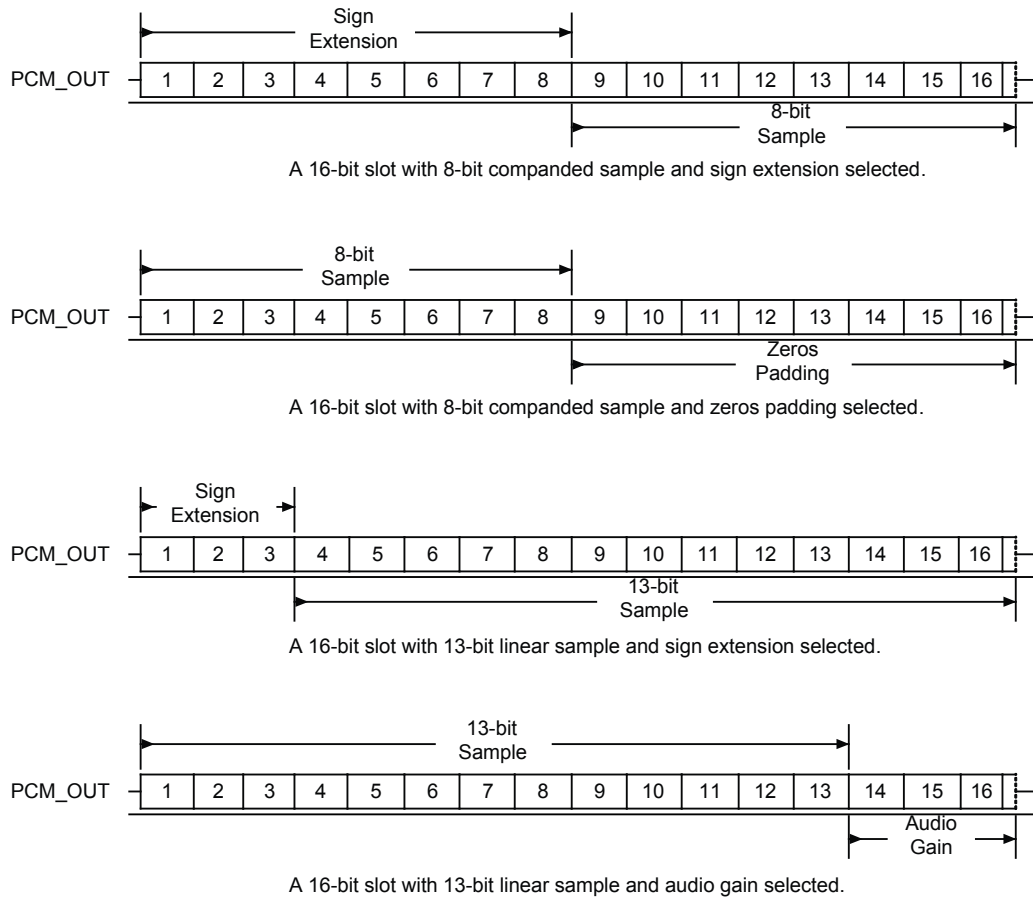 Sign
Extension
PCM_OUT 1 2 3 4 5 6 7 8 9 10 11 12 13 14 15 16
8-bit
Sample
A 16-bit slot with 8-bit companded sample and sign extension selected.
8-bit
Sample
PCM_OUT 1 2 3 4 5 6 7 8 9 10 11 12 13 14 15 16
Zeros
Padding
A 16-bit slot with 8-bit companded sample and zeros padding selected.
Sign
Extension
PCM_OUT 1 2 3 4 5 6 7 8 9 10 11 12 13 14 15 16
13-bit
Sample
A 16-bit slot with 13-bit linear sample and sign extension selected.
13-bit
Sample
PCM_OUT 1 2 3 4 5 6 7 8 9 10 11 12 13 14 15 16
Audio
Gain
A 16-bit slot with 13-bit linear sample and audio gain selected.